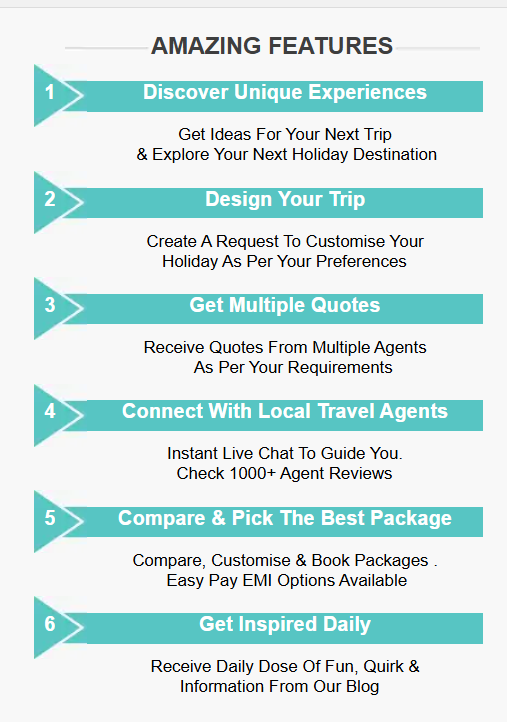 AMAZING FEATURES
1 Discover Unique Experiences
Get Ideas For Your Next Trip
& Explore Your Next Holiday Destination
2 Design Your Trip
Create A Request To Customise Your
Holiday As Per Your Preferences
3 Get Multiple Quotes
Receive Quotes From Multiple Agents
As Per Your Requirements
4 Connect With Local Travel Agents
Instant Live Chat To Guide You.
Check 1000+ Agent Reviews
5 Compare & Pick The Best Package
Compare, Customise & Book Packages .
Easy Pay EMI Options Available
6 Get Inspired Daily
Receive Daily Dose Of Fun, Quirk &
Information From Our Blog